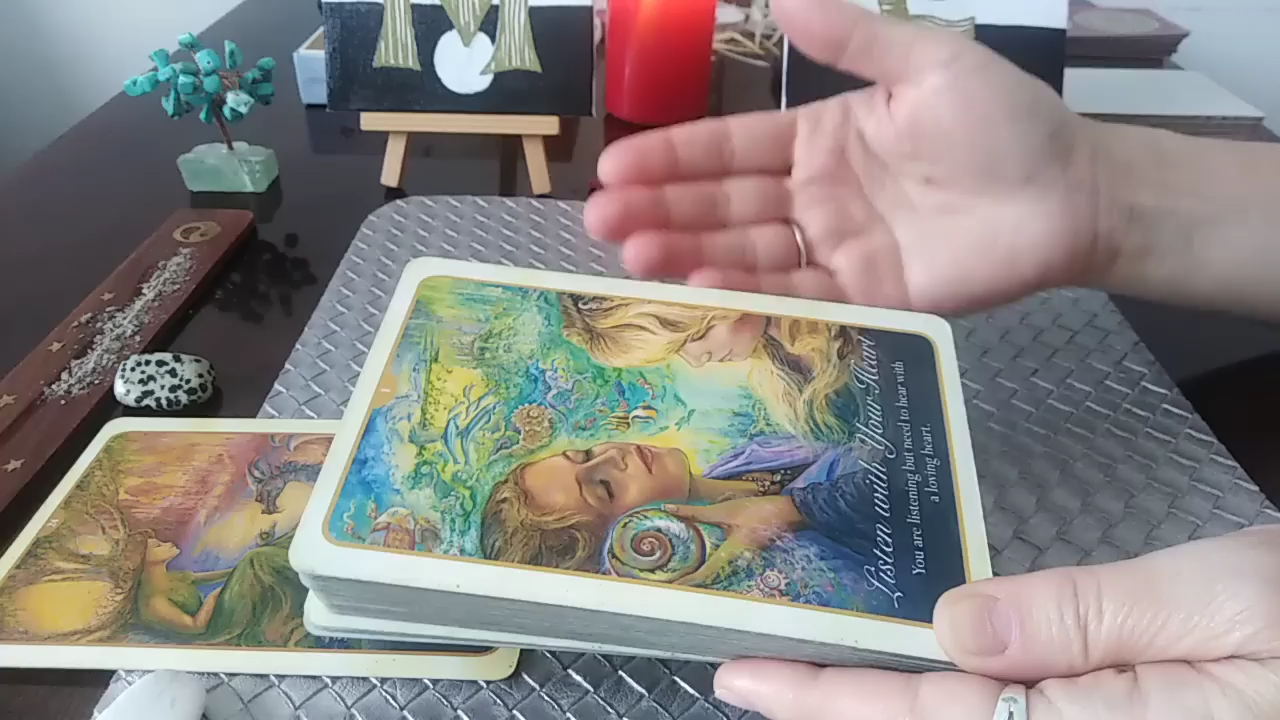 Listen with Your Heart
You are listening but need to hear with
a loving heart.